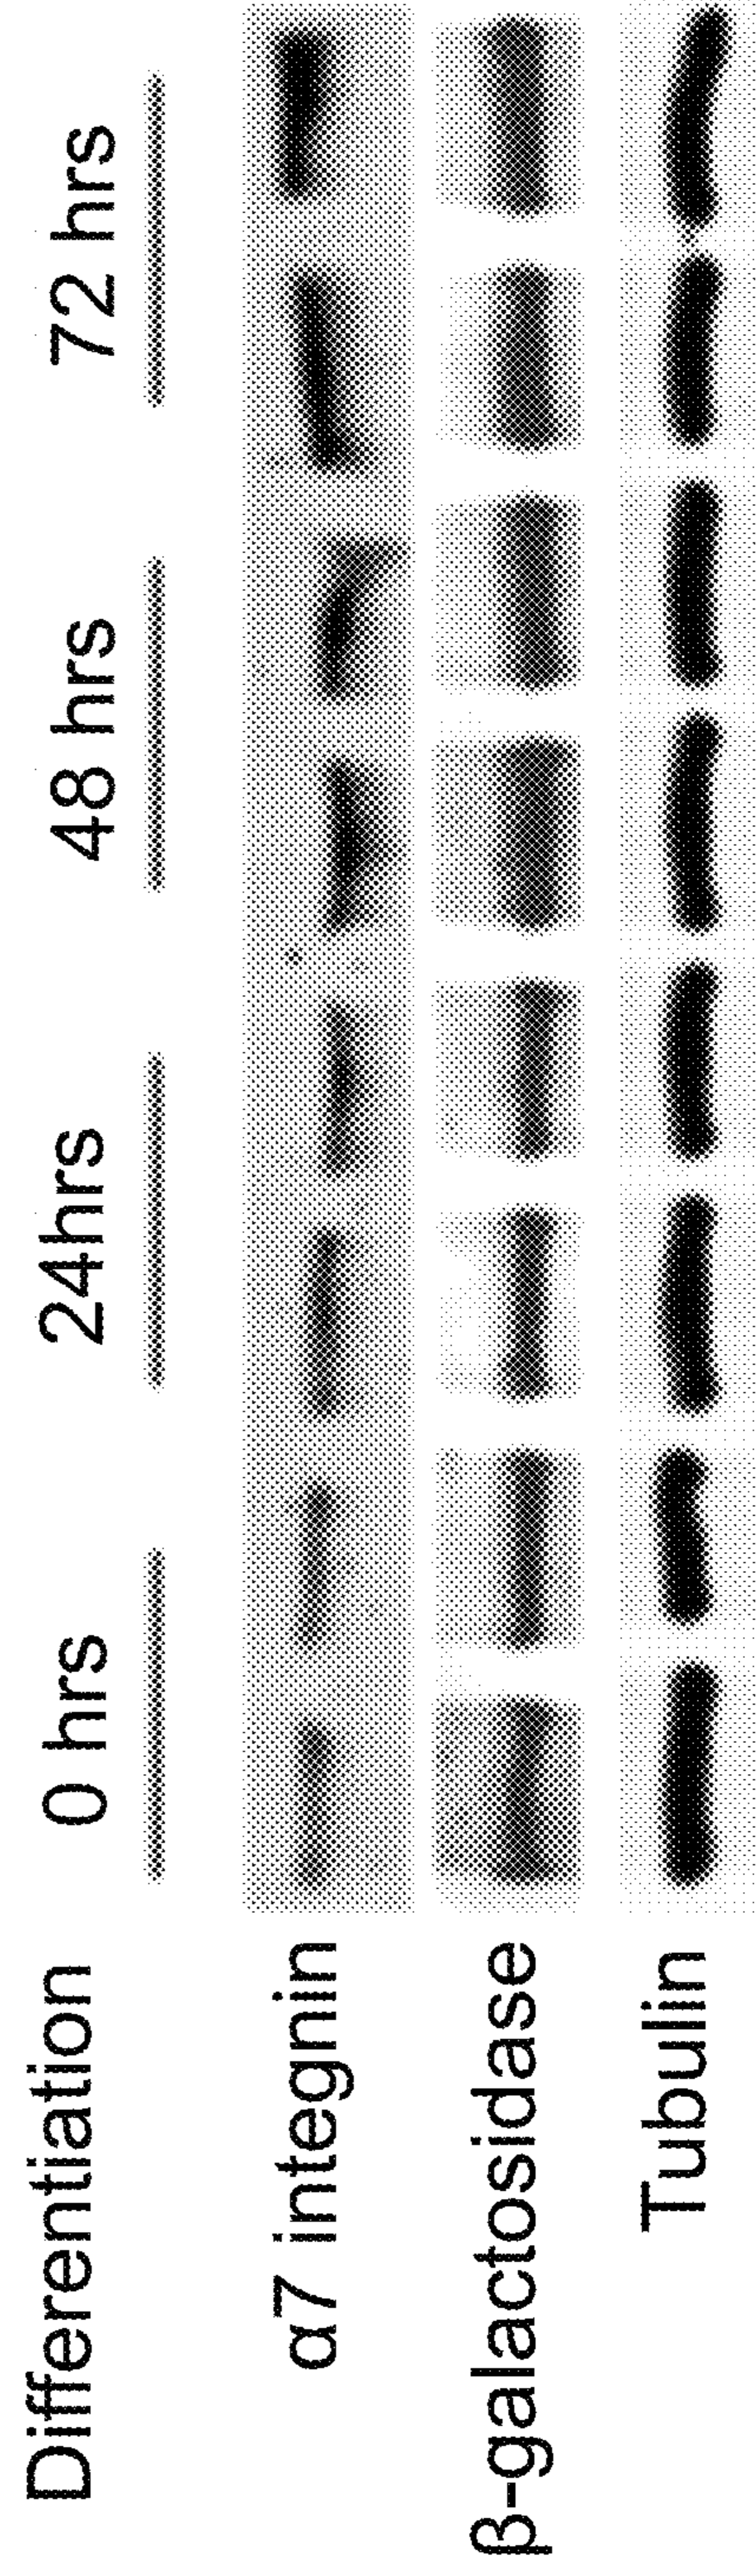 Differentiation 0 hrs 24hrs 48 hrs 72 hrs
α7 integnin
β-galactosidase
Tubulin